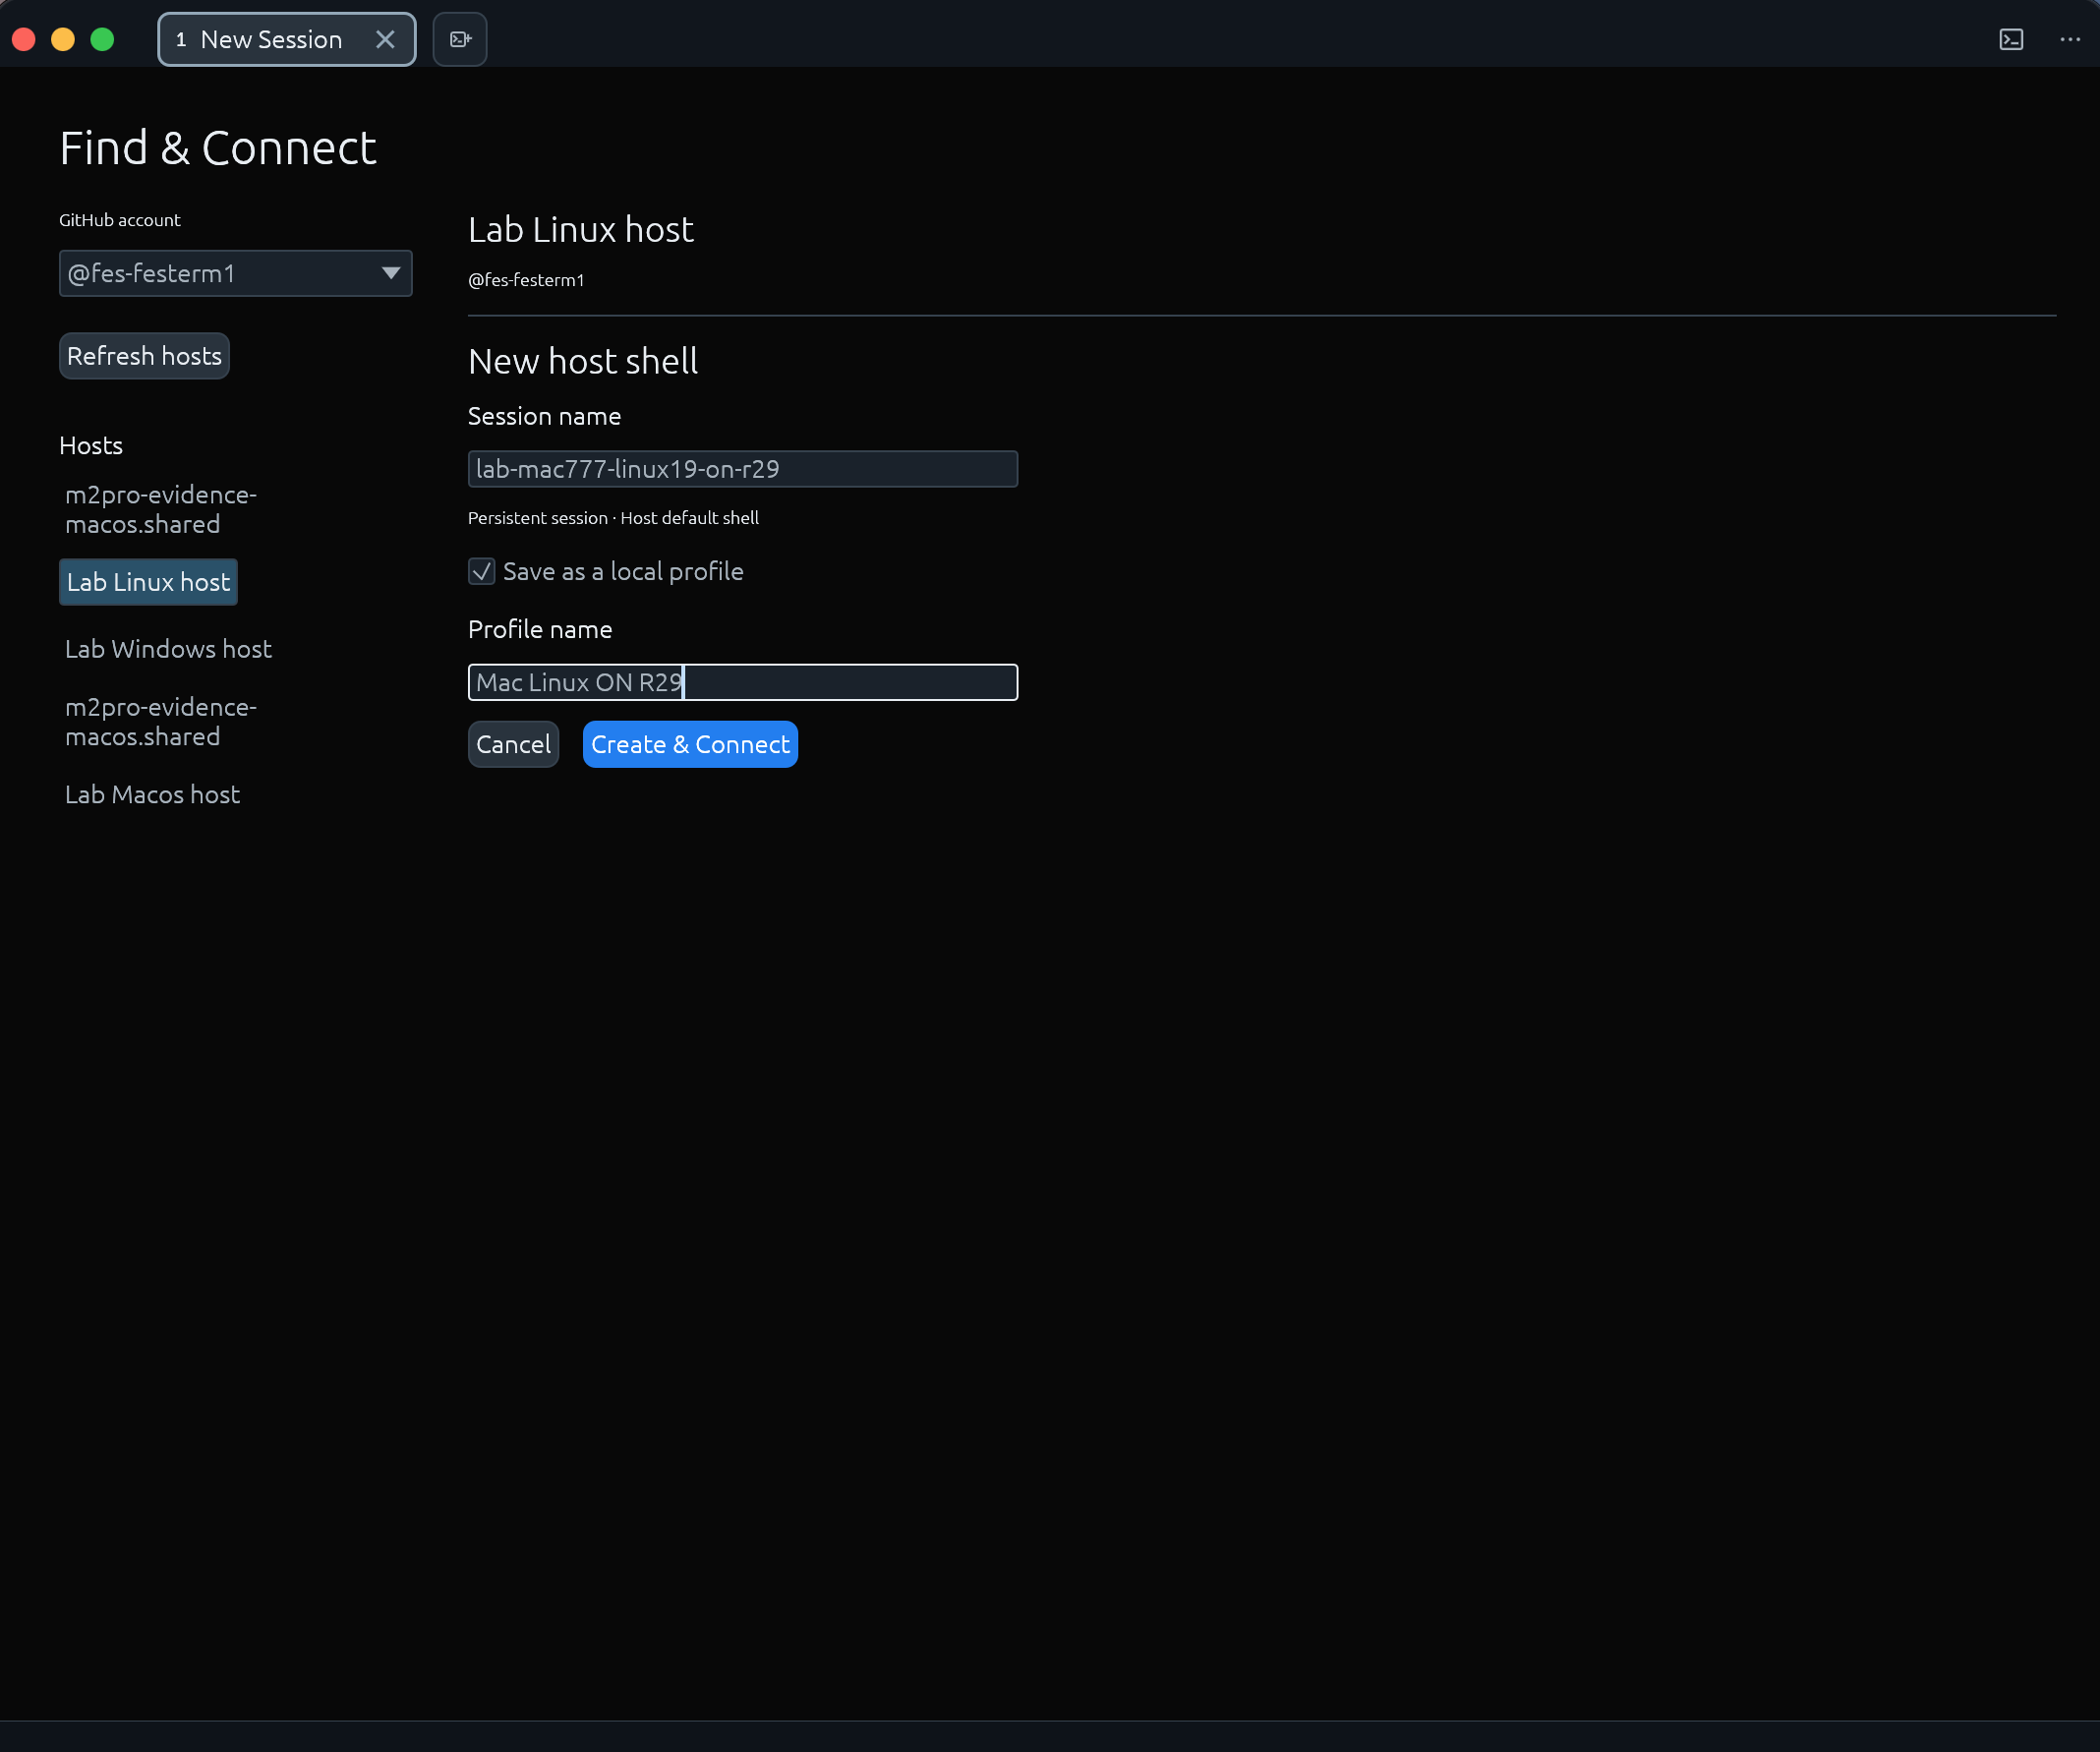 1 New Session
Find & Connect
GitHub account
@fes-festerm1
Refresh hosts
Hosts
m2pro-evidence-
macos.shared
Lab Linux host
Lab Windows host
m2pro-evidence-
macos.shared
Lab Macos host
Lab Linux host
@fes-festerm1
New host shell
Session name
lab-mac777-linux19-on-r29
Persistent session · Host default shell
Save as a local profile
Profile name
Mac Linux ON R29
Cancel
Create & Connect